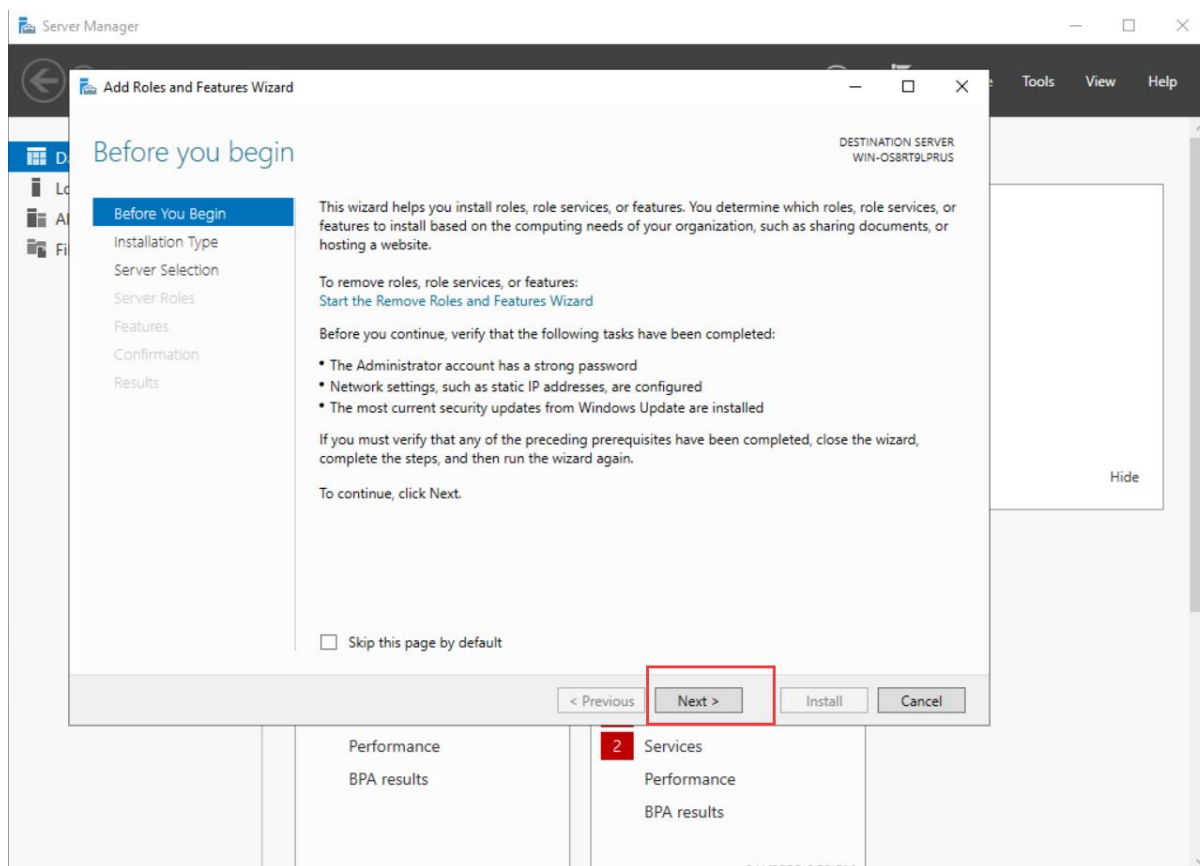 Server Manager
Tools View Help
Add Roles and Features Wizard
Before you begin
DESTINATION SERVER
WIN-OS8RT9LPRUS
Before You Begin
Installation Type
Server Selection
Server Roles
Features
Confirmation
Results
This wizard helps you install roles, role services, or features. You determine which roles, role services, or
features to install based on the computing needs of your organization, such as sharing documents, or
hosting a website.
To remove roles, role services, or features:
Start the Remove Roles and Features Wizard
Before you continue, verify that the following tasks have been completed:
• The Administrator account has a strong password
• Network settings, such as static IP addresses, are configured
• The most current security updates from Windows Update are installed
If you must verify that any of the preceding prerequisites have been completed, close the wizard,
complete the steps, and then run the wizard again.
To continue, click Next.
Skip this page by default
< Previous Next > Install Cancel
Hide
Performance
BPA results
2 Services
Performance
BPA results